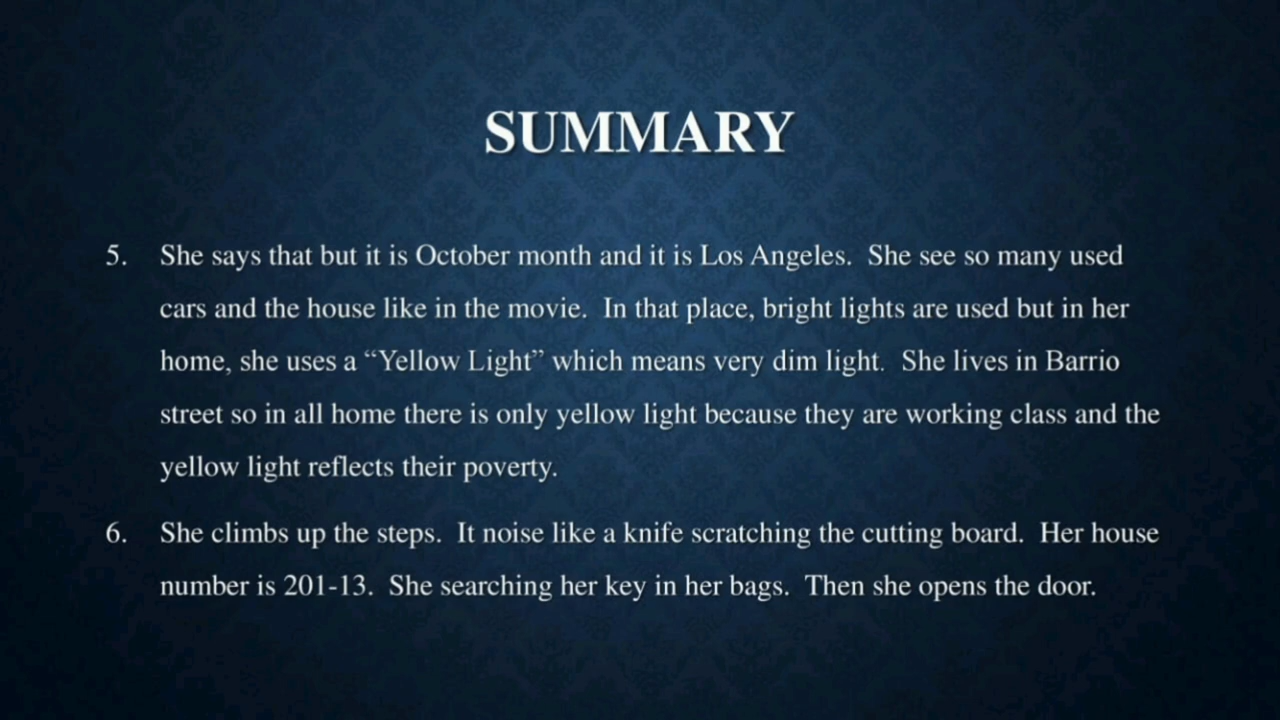 SUMMARY
5. She says that but it is October month and it is Los Angeles. She see so many used
cars and the house like in the movie. In that place, bright lights are used but in her
home, she uses a “Yellow Light” which means very dim light. She lives in Barrio
street so in all home there is only yellow light because they are working class and the
yellow light reflects their poverty.
6. She climbs up the steps. It noise like a knife scratching the cutting board. Her house
number is 201-13. She searching her key in her bags. Then she opens the door.